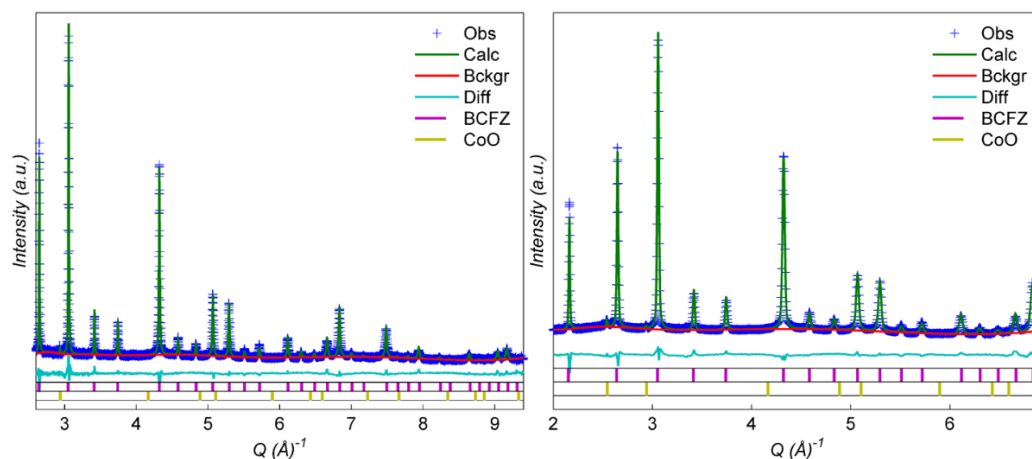 Intensity (a.u.)
Obs
Calc
Bckgr
Diff
BCFZ
CoO
3 4 5 6 7 8 9
Q (Å)-1
Intensity (a.u.)
Obs
Calc
Bckgr
Diff
BCFZ
CoO
2 3 4 5 6
Q (Å)-1